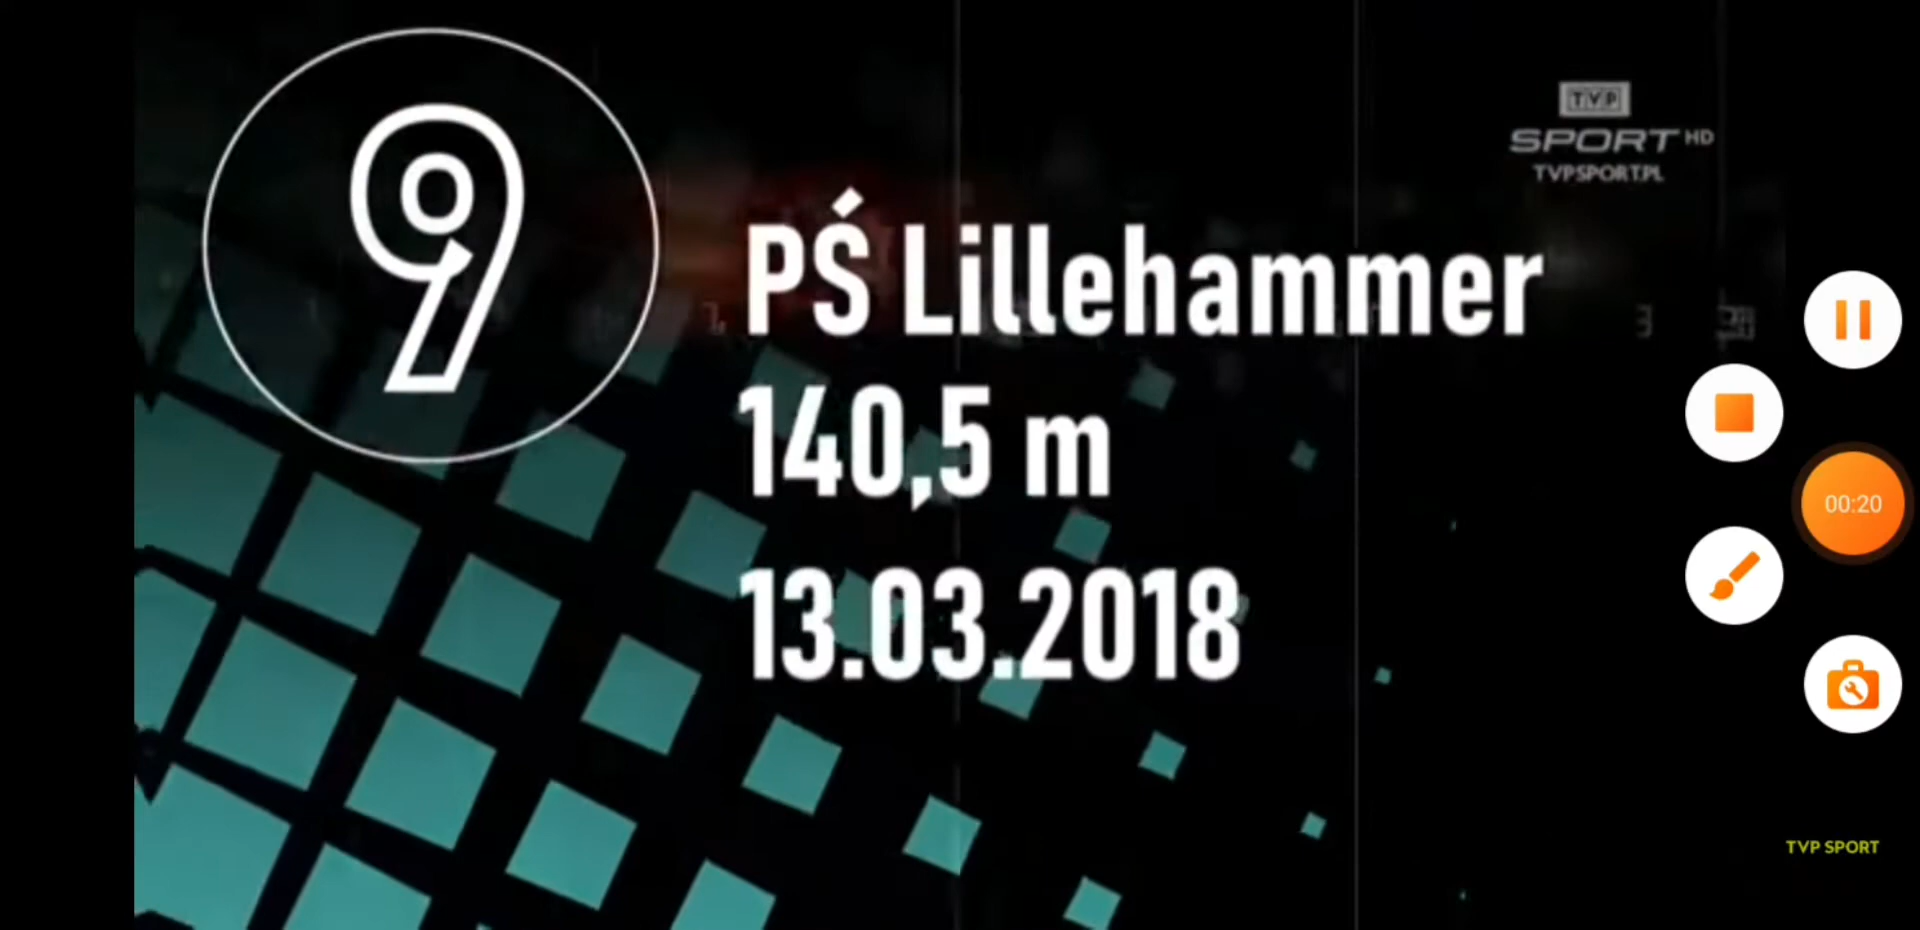 9
PŚ Lillehammer
140,5 m
13.03.2018
TVP
SPORT HD
TVPSPORT.PL
00:20
TVP SPORT